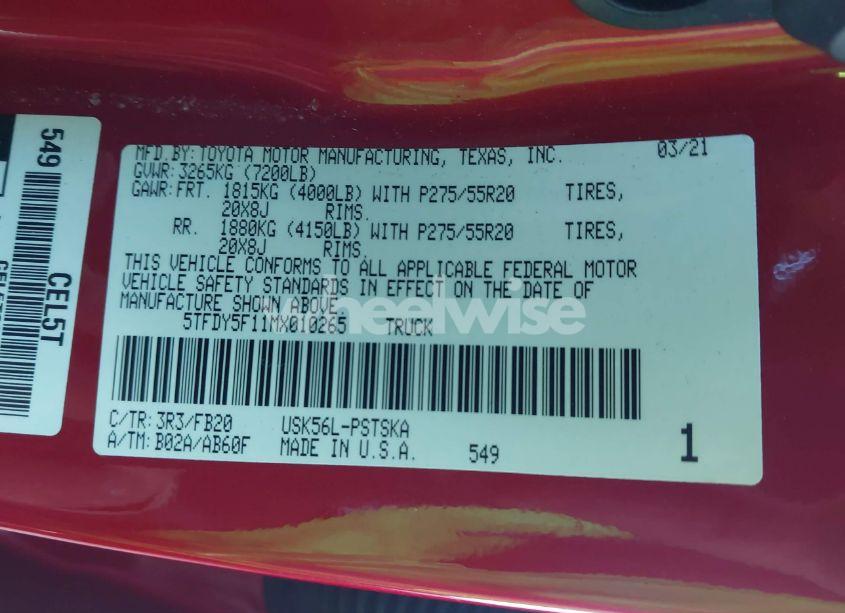 549
CEL5T
MFD.BY:TOYOTA MOTOR MANUFACTURING, TEXAS, INC. 03/21
GVWR:3265KG (7200LB)
GAWR:FRT. 1815KG (4000LB) WITH P275/55R20 TIRES,
20X8J RIMS.
RR. 1880KG (4150LB) WITH P275/55R20 TIRES,
20X8J RIMS.
THIS VEHICLE CONFORMS TO ALL APPLICABLE FEDERAL MOTOR
VEHICLE SAFETY STANDARDS IN EFFECT ON THE DATE OF
MANUFACTURE SHOWN ABOVE.
5TFDY5F11MX010265 TRUCK
wheelwise
C/TR:3R3/FB20 USK56L-PSTSKA
A/TM:B02A/AB60F MADE IN U.S.A. 549 1